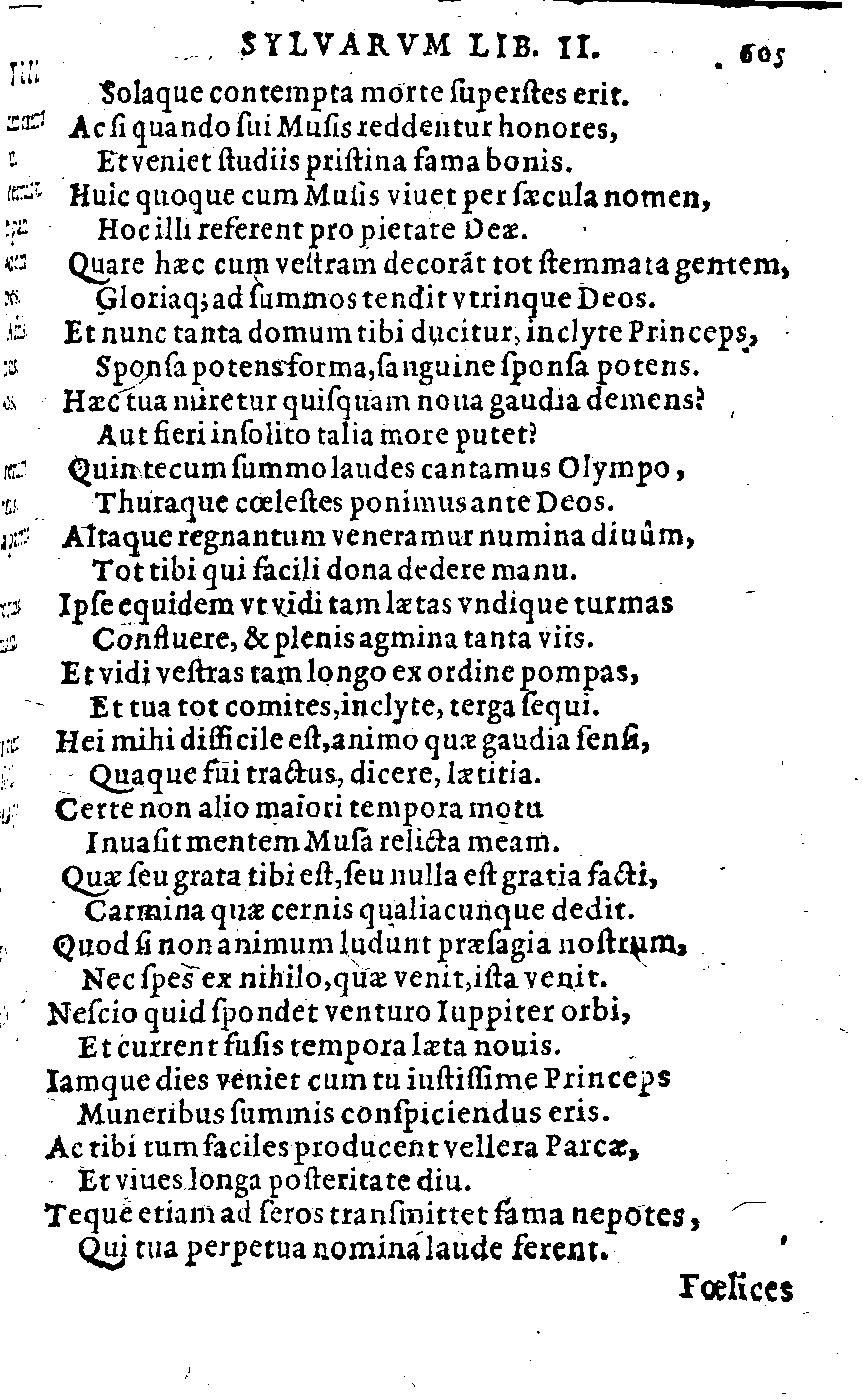 SYLVARVM LIB. II. 605
Solaque contempta morte ſuperſtes erit.
Ac ſi quando ſui Muſis reddentur honores,
Et veniet ſtudiis priſtina fama bonis.
Huic quoque cum Muſis viuet per ſæcula nomen,
Hoc illi referent pro pietate Deæ.
Quare hæc cum veſtram decorãt tot ſtemmata gentem,
Gloriaq; ad ſummos tendit vtrinque Deos.
Et nunc tanta domum tibi ducitur, inclyte Princeps,
Sponſa potens forma, ſanguine ſponſa potens.
Hæc tua miretur quiſquam noua gaudia demens?
Aut fieri inſolito talia more putet?
Quin tecum ſummo laudes cantamus Olympo,
Thuraque cœleſtes ponimus ante Deos.
Altaque regnantum veneramur numina diuûm,
Tot tibi qui facili dona dedere manu.
Ipſe equidem vt vidi tam lætas vndique turmas
Confluere, & plenis agmina tanta viis.
Et vidi veſtras tam longo ex ordine pompas,
Et tua tot comites, inclyte, terga ſequi.
Hei mihi difficile eſt, animo quæ gaudia ſenſi,
Quaque fui tractus, dicere, lætitia.
Certe non alio maiori tempora motu
Inuaſit mentem Muſa relicta meam.
Quæ ſeu grata tibi eſt, ſeu nulla eſt gratia facti,
Carmina quæ cernis qualiacunque dedit.
Quod ſi non animum ludunt præſagia noſtrum,
Nec ſpes ex nihilo, quæ venit, iſta venit.
Neſcio quid ſpondet venturo Iuppiter orbi,
Et current fuſis tempora læta nouis.
Iamque dies veniet cum tu iuſtiſſime Princeps
Muneribus ſummis conſpiciendus eris.
Ac tibi tum faciles producent vellera Parcæ,
Et viues longa poſteritate diu.
Teque etiam ad ſeros tranſmittet fama nepotes,
Qui tua perpetua nomina laude ferent.
Fœlices